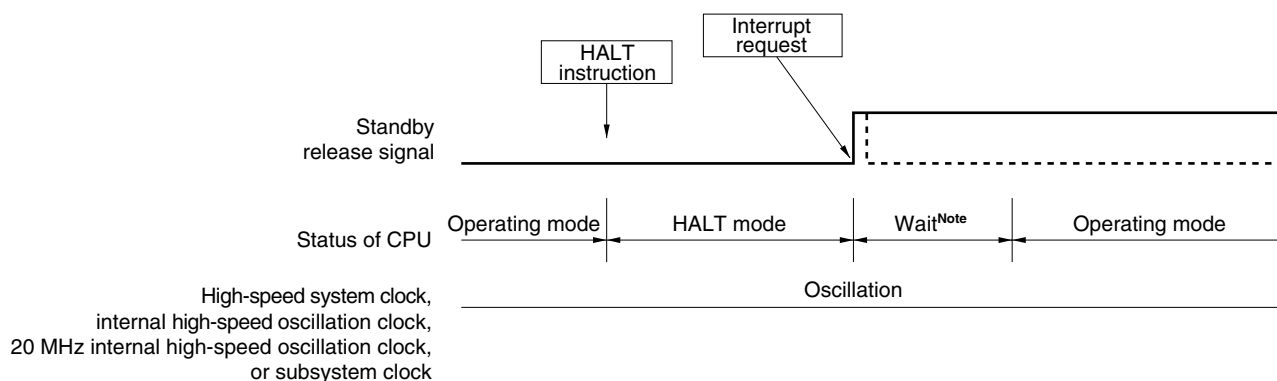 HALT
instruction
Interrupt
request
Standby
release signal
Status of CPU
Operating mode
HALT mode
WaitNote
Operating mode
High-speed system clock,
internal high-speed oscillation clock,
20 MHz internal high-speed oscillation clock,
or subsystem clock
Oscillation